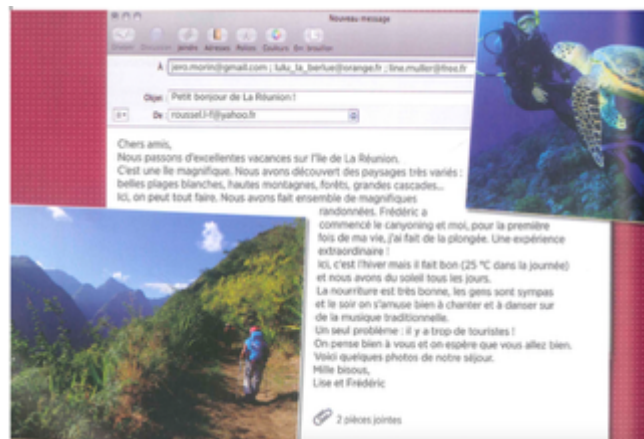 Nouveau message
Joindre Adresses Polices Couleurs En brouillon
À : jero.morin@gmail.com ; lulu_la_berlue@orange.fr ; line.muller@free.fr
Objet : Petit bonjour de La Réunion !
De : roussel.l-f@yahoo.fr
Chers amis,
Nous passons d'excellentes vacances sur l'île de La Réunion.
C'est une île magnifique. Nous avons découvert des paysages très variés :
belles plages blanches, hautes montagnes, forêts, grandes cascades...
Ici, on peut tout faire. Nous avons fait ensemble de magnifiques
randonnées. Frédéric a
commencé le canyoning et moi, pour la première
fois de ma vie, j'ai fait de la plongée. Une expérience
extraordinaire !
Ici, c'est l'hiver mais il fait bon (25 °C dans la journée)
et nous avons du soleil tous les jours.
La nourriture est très bonne, les gens sont sympas
et le soir on s'amuse bien à chanter et à danser sur
de la musique traditionnelle.
Un seul problème : il y a trop de touristes !
On pense bien à vous et on espère que vous allez bien.
Voici quelques photos de notre séjour.
Mille bisous,
Lise et Frédéric
2 pièces jointes